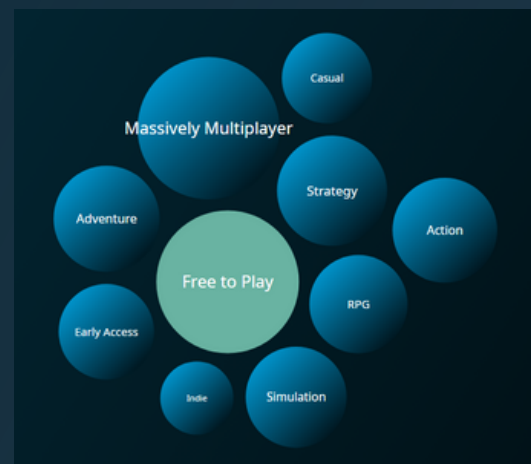 Casual
Massively Multiplayer
Strategy
Adventure
Action
Free to Play
RPG
Early Access
Indie
Simulation